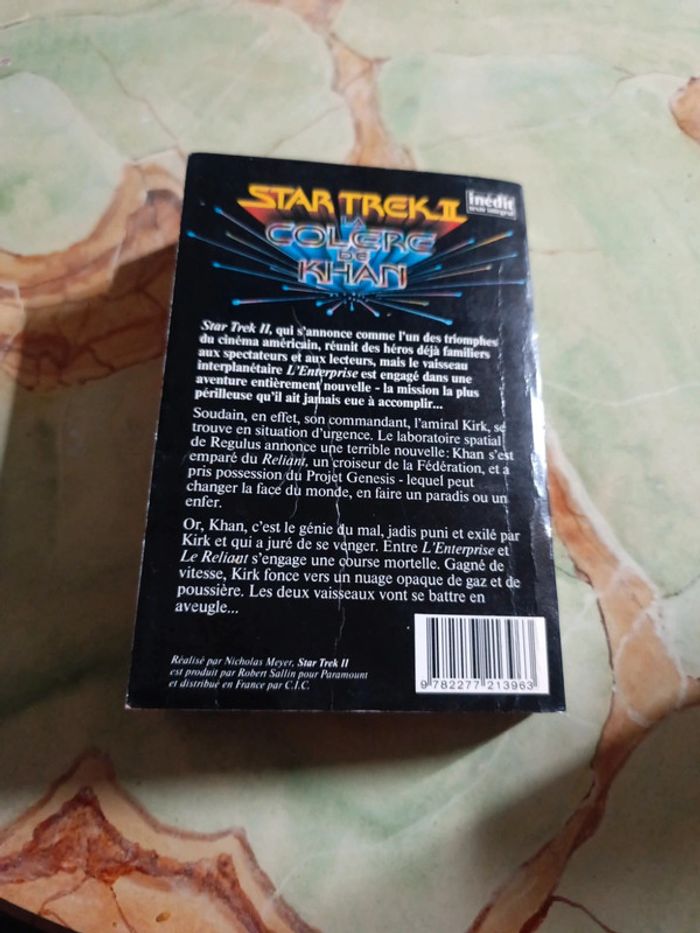 STAR TREK II
inédit
texte intégral
LA
COLERE
DE
KHAN
Star Trek II, qui s'annonce comme l'un des triomphes
du cinéma américain, réunit des héros déjà familiers
aux spectateurs et aux lecteurs, mais le vaisseau
interplanétaire L'Enterprise est engagé dans une
aventure entièrement nouvelle - la mission la plus
périlleuse qu'il ait jamais eue à accomplir...
Soudain, en effet, son commandant, l'amiral Kirk, se
trouve en situation d'urgence. Le laboratoire spatial
de Regulus annonce une terrible nouvelle: Khan s'est
emparé du Reliant, un croiseur de la Fédération, et a
pris possession du Projet Genesis - lequel peut
changer la face du monde, en faire un paradis ou un
enfer.
Or, Khan, c'est le génie du mal, jadis puni et exilé par
Kirk et qui a juré de se venger. Entre L'Enterprise et
Le Reliant s'engage une course mortelle. Gagné de
vitesse, Kirk fonce vers un nuage opaque de gaz et de
poussière. Les deux vaisseaux vont se battre en
aveugle...
Réalisé par Nicholas Meyer, Star Trek II
est produit par Robert Sallin pour Paramount
et distribué en France par C.I.C.
9 782277 213963